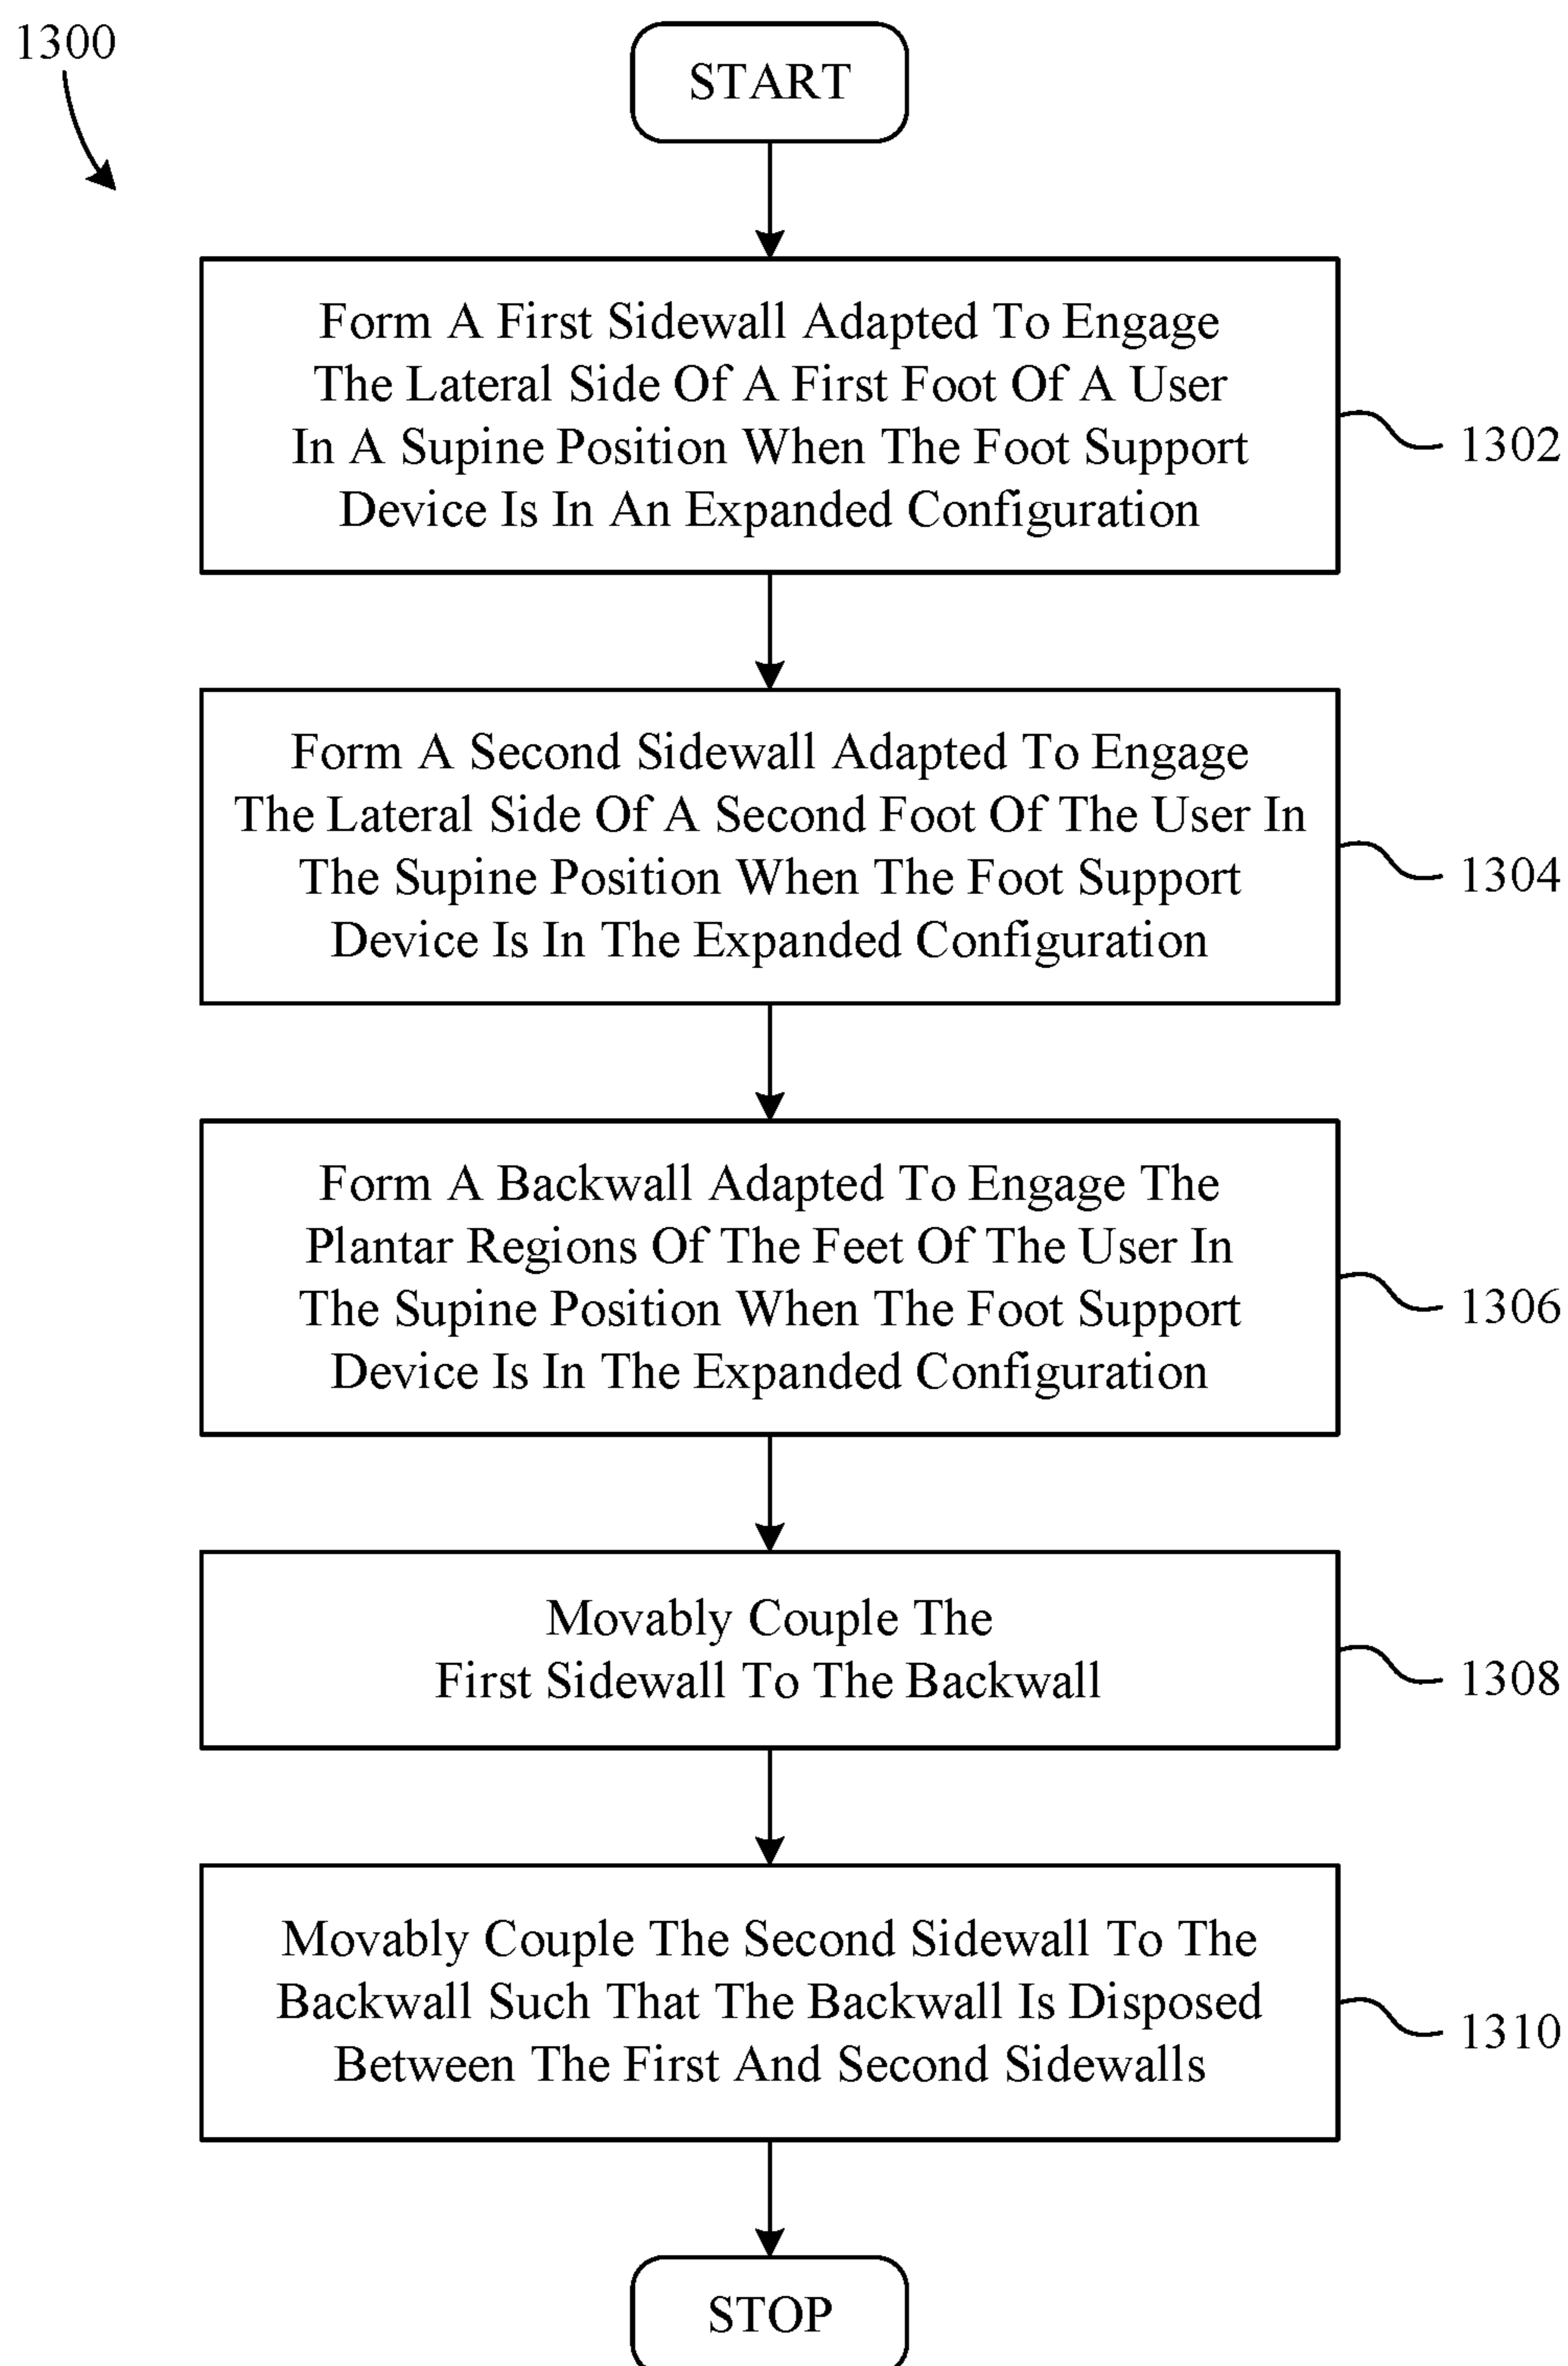 1300
START
Form A First Sidewall Adapted To Engage
The Lateral Side Of A First Foot Of A User
In A Supine Position When The Foot Support
Device Is In An Expanded Configuration
1302
Form A Second Sidewall Adapted To Engage
The Lateral Side Of A Second Foot Of The User In
The Supine Position When The Foot Support
Device Is In The Expanded Configuration
1304
Form A Backwall Adapted To Engage The
Plantar Regions Of The Feet Of The User In
The Supine Position When The Foot Support
Device Is In The Expanded Configuration
1306
Movably Couple The
First Sidewall To The Backwall
1308
Movably Couple The Second Sidewall To The
Backwall Such That The Backwall Is Disposed
Between The First And Second Sidewalls
1310
STOP